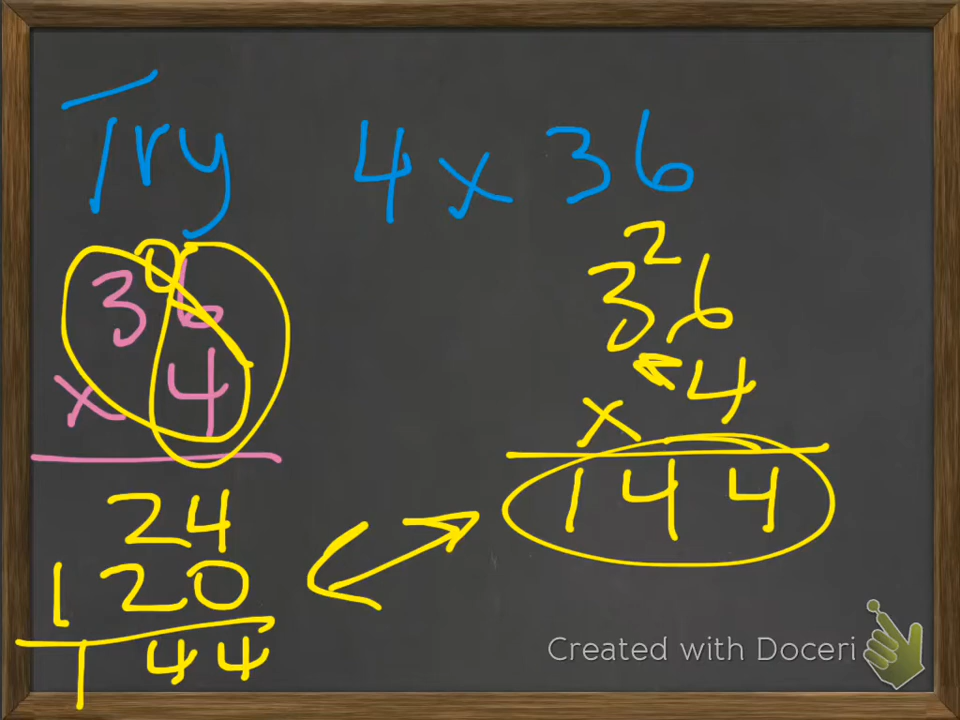 Try 4 x 36
36
x 4
24
120
144
2
36
x 4
144
Created with Doceri